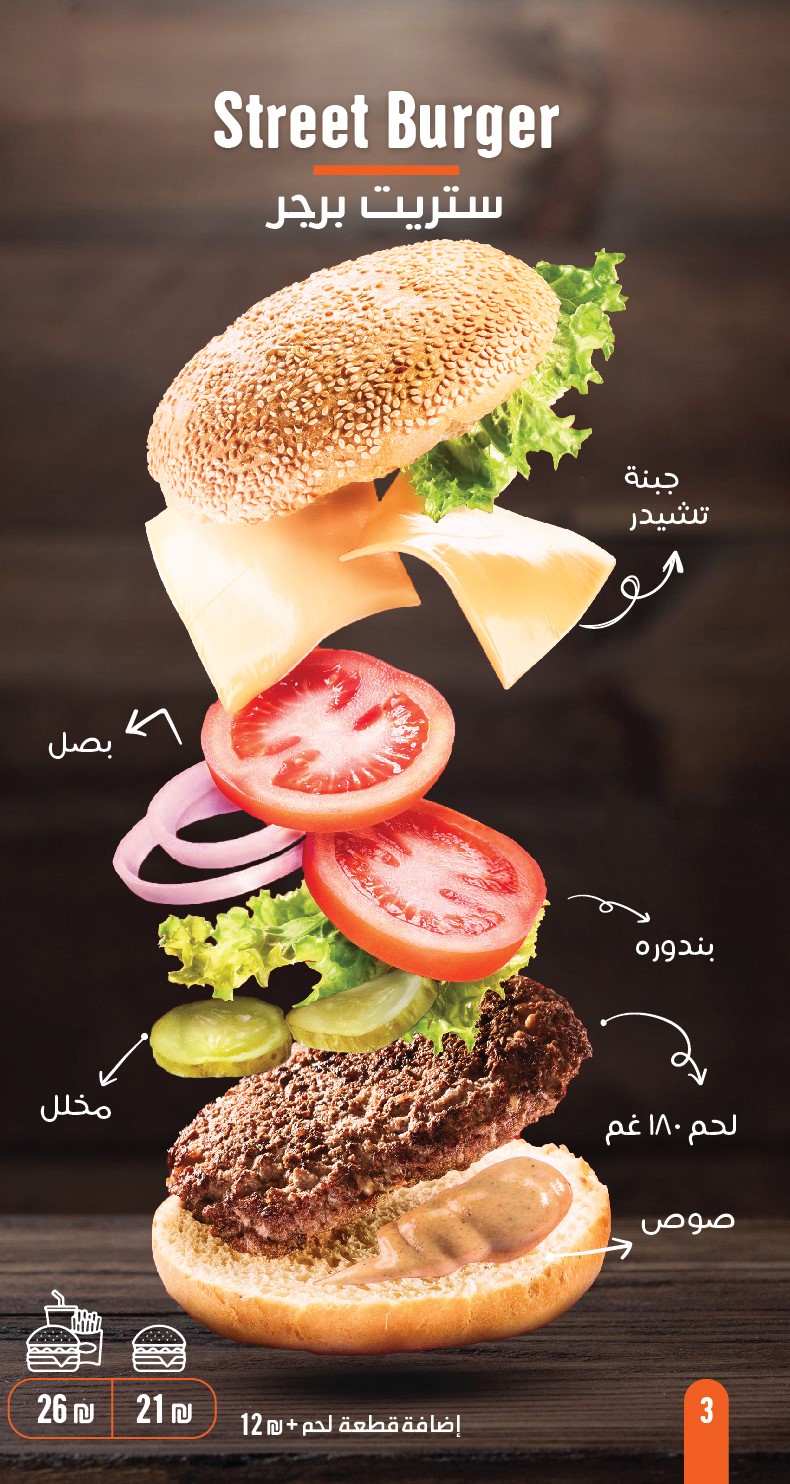 Street Burger
ستريت برجر
جبنة
تشيدر
بصل
بندوره
مخلل
لحم ١٨٠ غم
صوص
26 ₪
21 ₪
إضافة قطعة لحم + ₪12
3